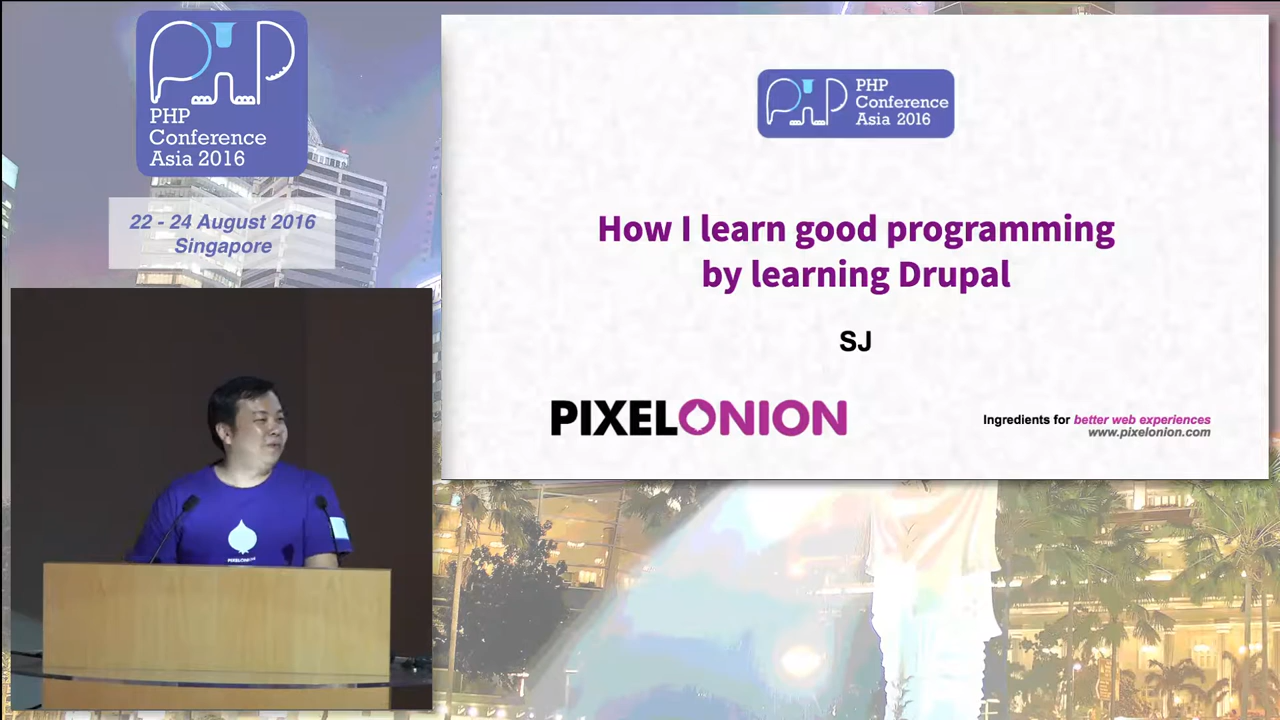 PHP
Conference
Asia 2016
22 - 24 August 2016
Singapore
PHP
Conference
Asia 2016
How I learn good programming
by learning Drupal
SJ
PIXELONION
Ingredients for better web experiences
www.pixelonion.com
PIXELONION